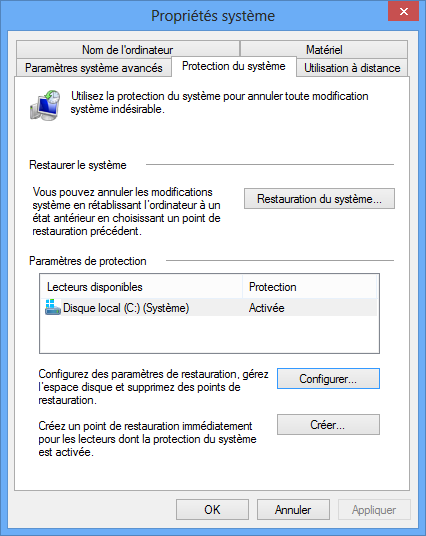 Propriétés système
Nom de l'ordinateur
Matériel
Paramètres système avancés
Protection du système
Utilisation à distance
Utilisez la protection du système pour annuler toute modification
système indésirable.
Restaurer le système
Vous pouvez annuler les modifications
système en rétablissant l'ordinateur à un
état antérieur en choisissant un point de
restauration précédent.
Restauration du système...
Paramètres de protection
Lecteurs disponibles
Protection
Disque local (C:) (Système)
Activée
Configurez des paramètres de restauration, gérez
l'espace disque et supprimez des points de
restauration.
Configurer...
Créez un point de restauration immédiatement
pour les lecteurs dont la protection du système
est activée.
Créer...
OK
Annuler
Appliquer